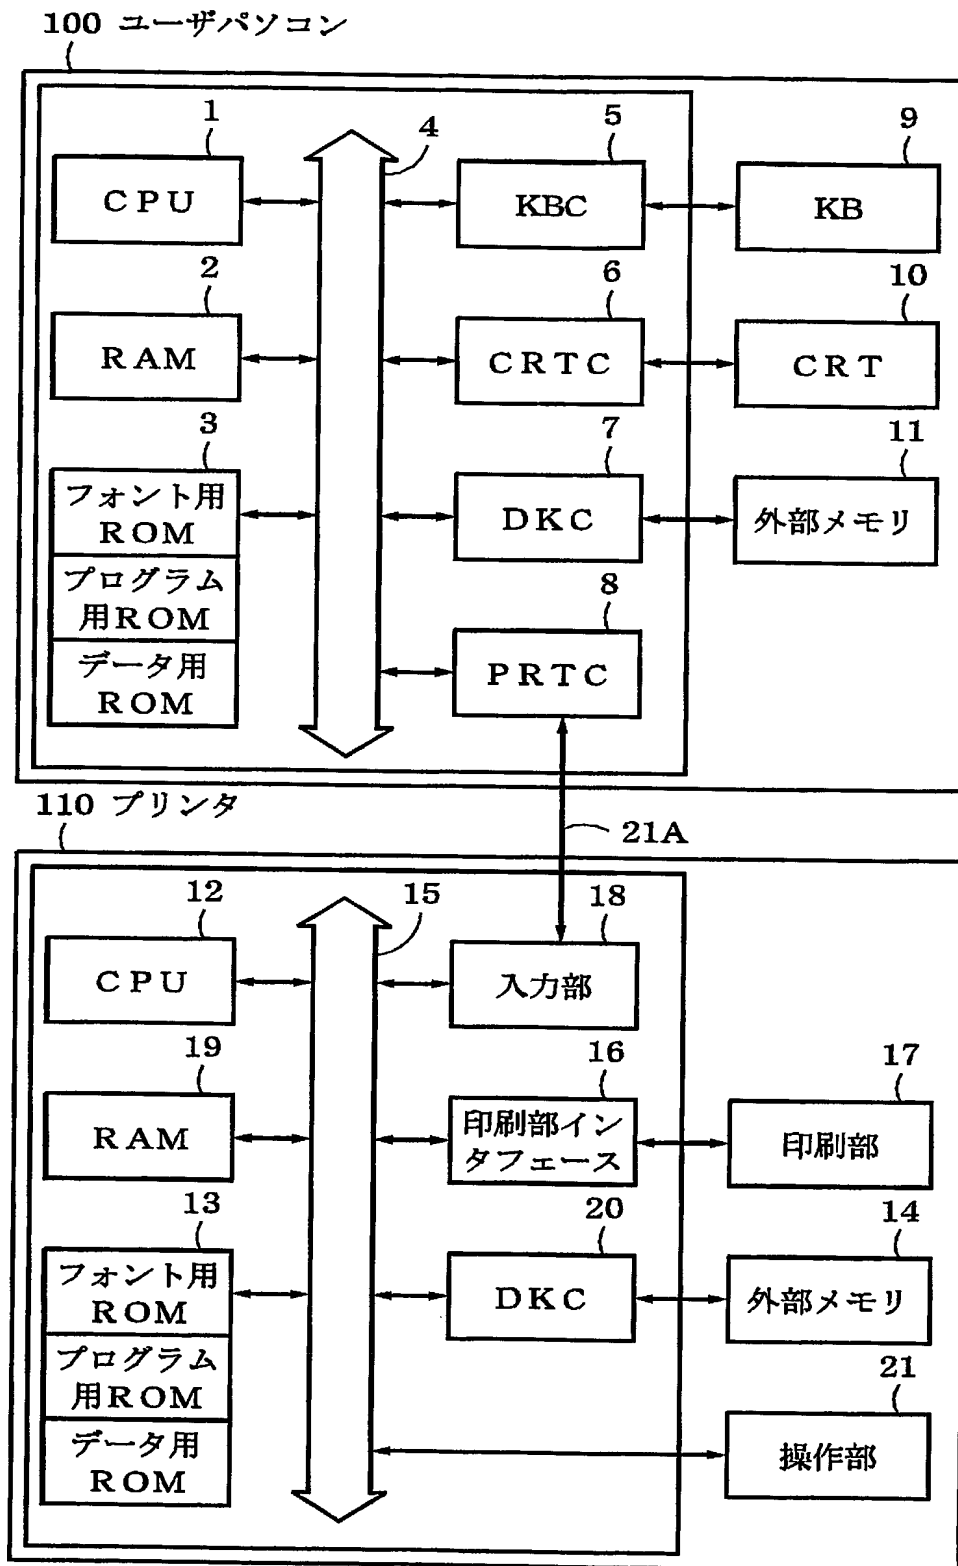 100 ユーザパソコン
1
4
5
9
CPU
KBC
KB
2
6
10
RAM
CRTC
CRT
3
7
11
フォント用
ROM
DKC
外部メモリ
プログラム
用ROM
8
データ用
ROM
PRTC
110 プリンタ
21A
12
15
18
CPU
入力部
19
16
17
RAM
印刷部イン
タフェース
印刷部
13
20
14
フォント用
ROM
DKC
外部メモリ
プログラム
用ROM
21
データ用
ROM
操作部